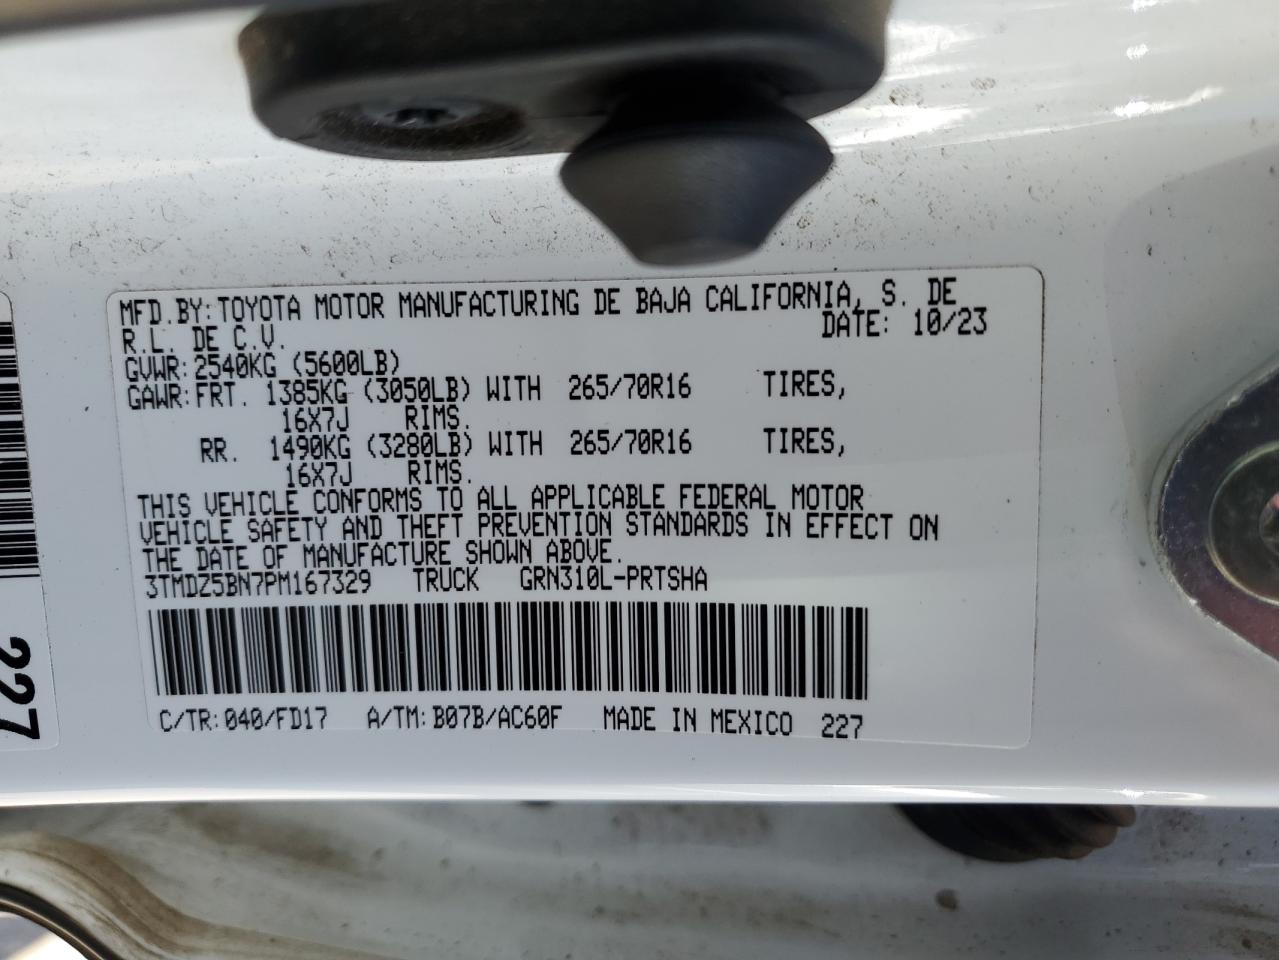 MFD.BY:TOYOTA MOTOR MANUFACTURING DE BAJA CALIFORNIA, S. DE
R.L. DE C.V. DATE: 10/23
GVWR:2540KG (5600LB)
GAWR:FRT. 1385KG (3050LB) WITH 265/70R16 TIRES,
16X7J RIMS.
RR. 1490KG (3280LB) WITH 265/70R16 TIRES,
16X7J RIMS.
THIS VEHICLE CONFORMS TO ALL APPLICABLE FEDERAL MOTOR
VEHICLE SAFETY AND THEFT PREVENTION STANDARDS IN EFFECT ON
THE DATE OF MANUFACTURE SHOWN ABOVE.
3TMDZ5BN7PM167329 TRUCK GRN310L-PRTSHA
C/TR:040/FD17 A/TM:B07B/AC60F MADE IN MEXICO 227
227